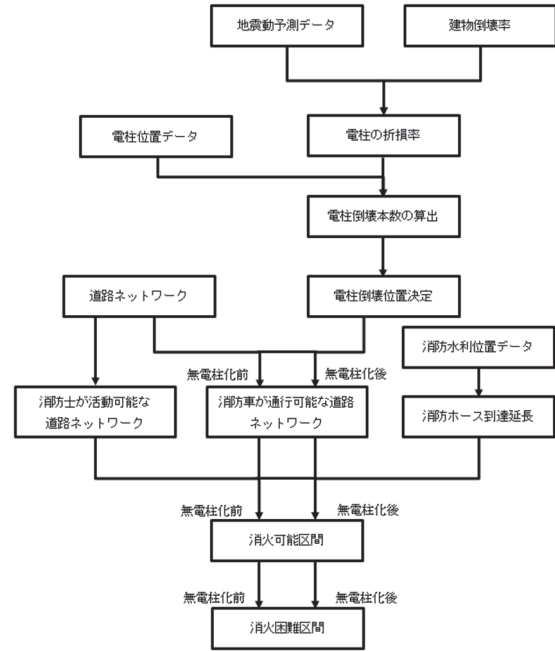 地震動予測データ
建物倒壊率
電柱位置データ
電柱の折損率
電柱倒壊本数の算出
道路ネットワーク
電柱倒壊位置決定
消防水利位置データ
無電柱化前
無電柱化後
消防士が活動可能な
道路ネットワーク
消防車が通行可能な道路
ネットワーク
消防ホース到達延長
無電柱化前
無電柱化後
消火可能区間
無電柱化前
無電柱化後
消火困難区間